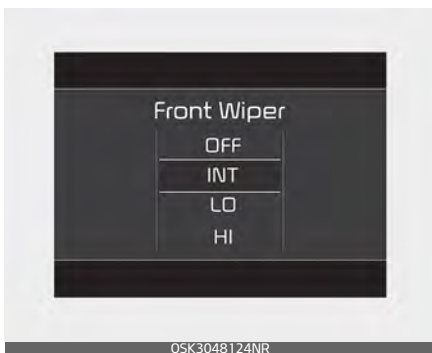 Front Wiper
OFF
INT
LO
HI
OSK3048124NR